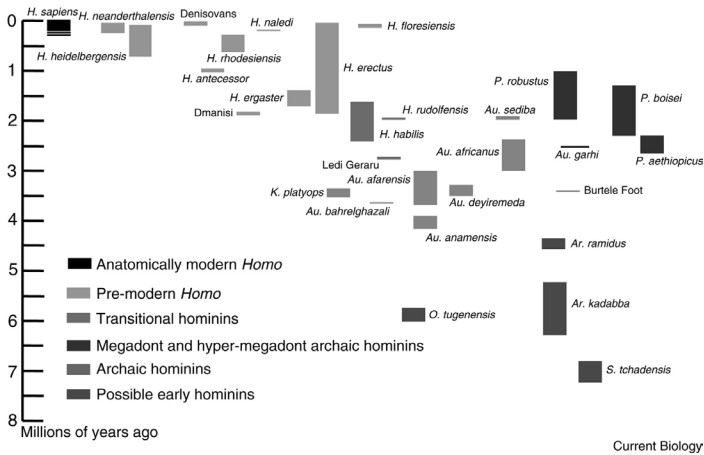 H. sapiens
H. neanderthalensis
Denisovans
H. naledi
H. floresiensis
0
H. heidelbergensis
H. rhodesiensis
H. antecessor
H. erectus
1
P. robustus
P. boisei
H. ergaster
Dmanisi
H. rudolfensis
Au. sediba
2
H. habilis
Au. africanus
Au. garhi
P. aethiopicus
Ledi Geraru
3
Au. afarensis
K. platyops
Au. deyiremeda
Burtele Foot
Au. bahrelghazali
4
Au. anamensis
Ar. ramidus
Anatomically modern Homo
5
Pre-modern Homo
Ar. kadabba
Transitional hominins
O. tugenensis
6
Megadont and hyper-megadont archaic hominins
Archaic hominins
S. tchadensis
7
Possible early hominins
8
Millions of years ago
Current Biology